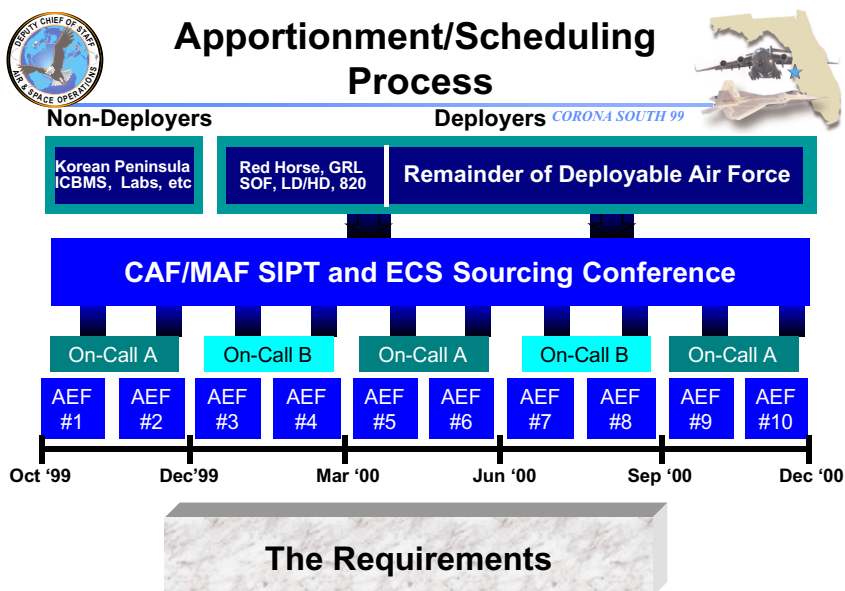 DEPUTY CHIEF OF STAFF
AIR & SPACE OPERATIONS
Apportionment/Scheduling
Process
Non-Deployers
Deployers
CORONA SOUTH 99
Korean Peninsula
ICBMS, Labs, etc
Red Horse, GRL
SOF, LD/HD, 820
Remainder of Deployable Air Force
CAF/MAF SIPT and ECS Sourcing Conference
On-Call A
On-Call B
On-Call A
On-Call B
On-Call A
AEF
#1
AEF
#2
AEF
#3
AEF
#4
AEF
#5
AEF
#6
AEF
#7
AEF
#8
AEF
#9
AEF
#10
Oct ‘99
Dec’99
Mar ‘00
Jun ‘00
Sep ‘00
Dec ‘00
The Requirements